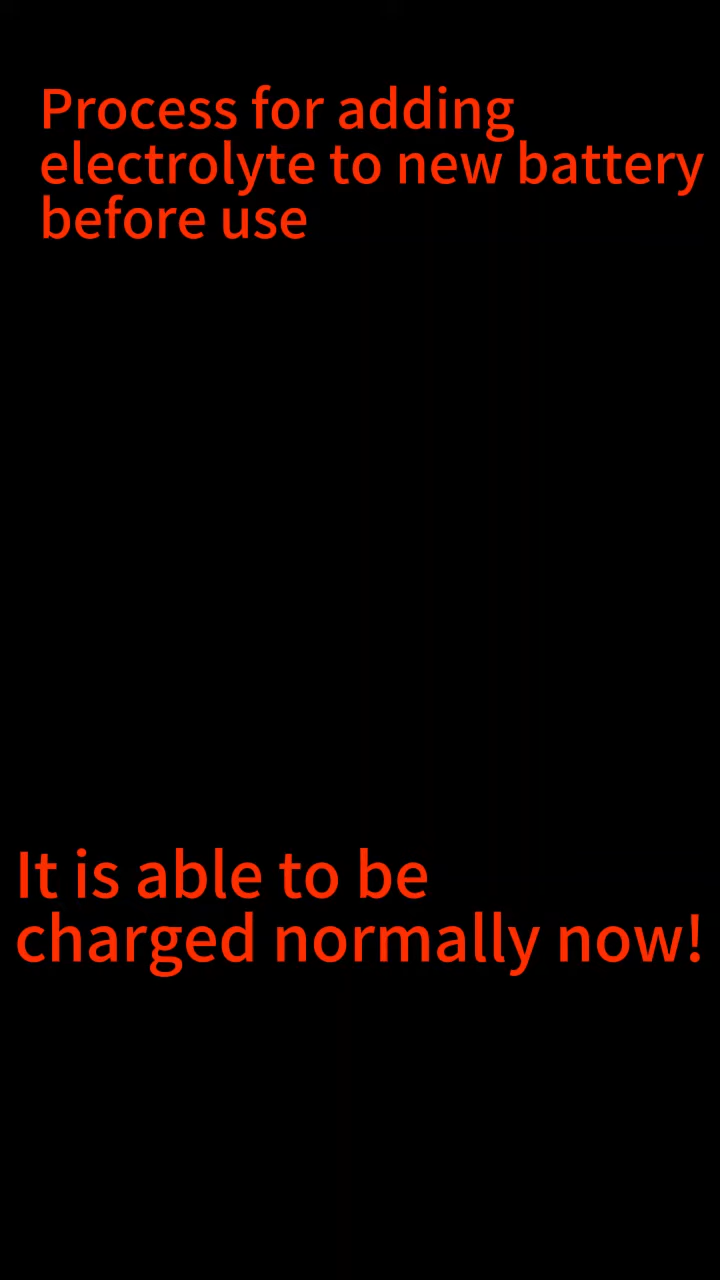 Process for adding
electrolyte to new battery
before use
It is able to be
charged normally now!